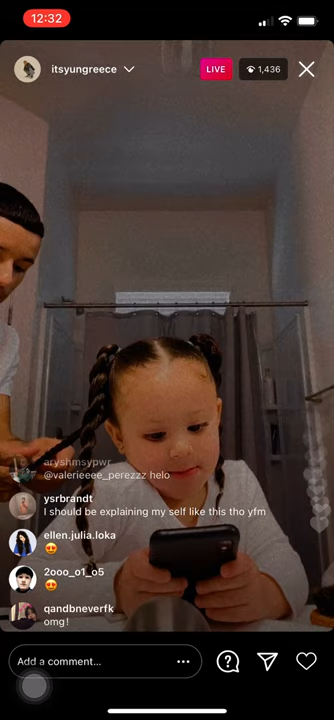 12:32
itsyungreece
LIVE
1,436
aryshmsypwr
@valerieeee_perezzz helo
ysrbrandt
I should be explaining my self like this tho yfm
ellen.julia.loka
😍
2ooo_o1_o5
😍
qandbneverfk
omg!
Add a comment...